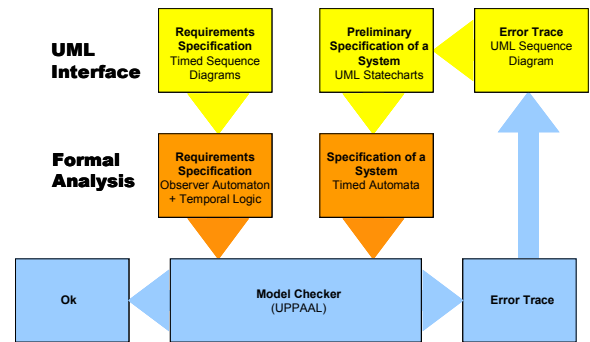 UML
Interface
Requirements
Specification
Timed Sequence
Diagrams
Preliminary
Specification of a
System
UML Statecharts
Error Trace
UML Sequence
Diagram
Formal
Analysis
Requirements
Specification
Observer Automaton
+ Temporal Logic
Specification of a
System
Timed Automata
Ok
Model Checker
(UPPAAL)
Error Trace